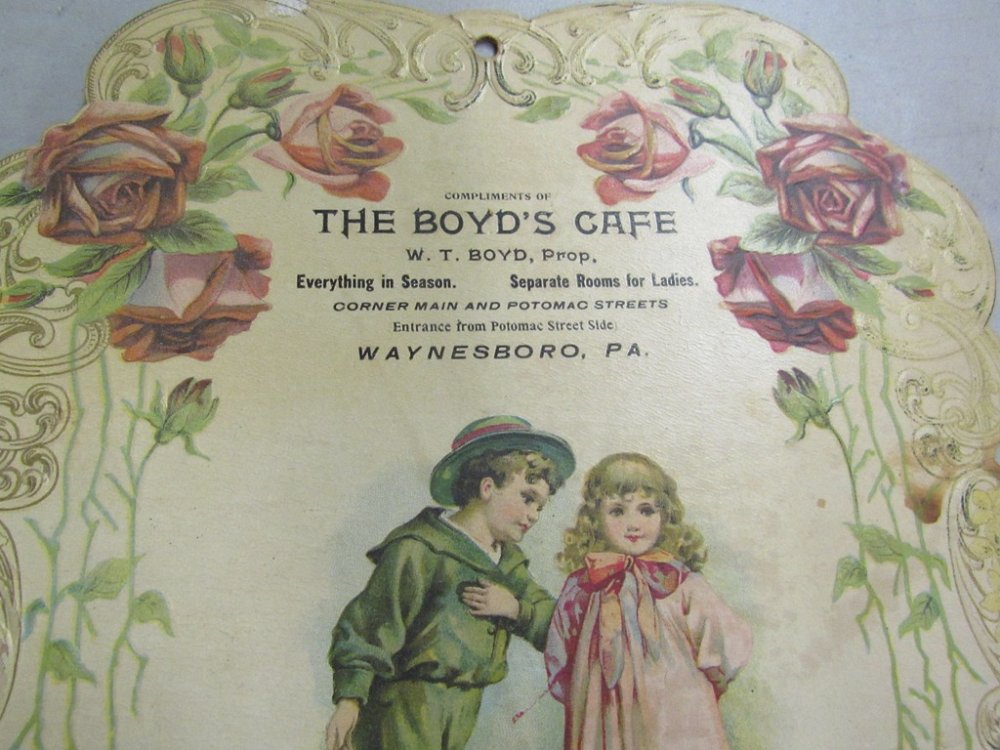 COMPLIMENTS OF
THE BOYD'S CAFE
W. T. BOYD, Prop,
Everything in Season. Separate Rooms for Ladies.
CORNER MAIN AND POTOMAC STREETS
Entrance from Potomac Street Side
WAYNESBORO, PA.